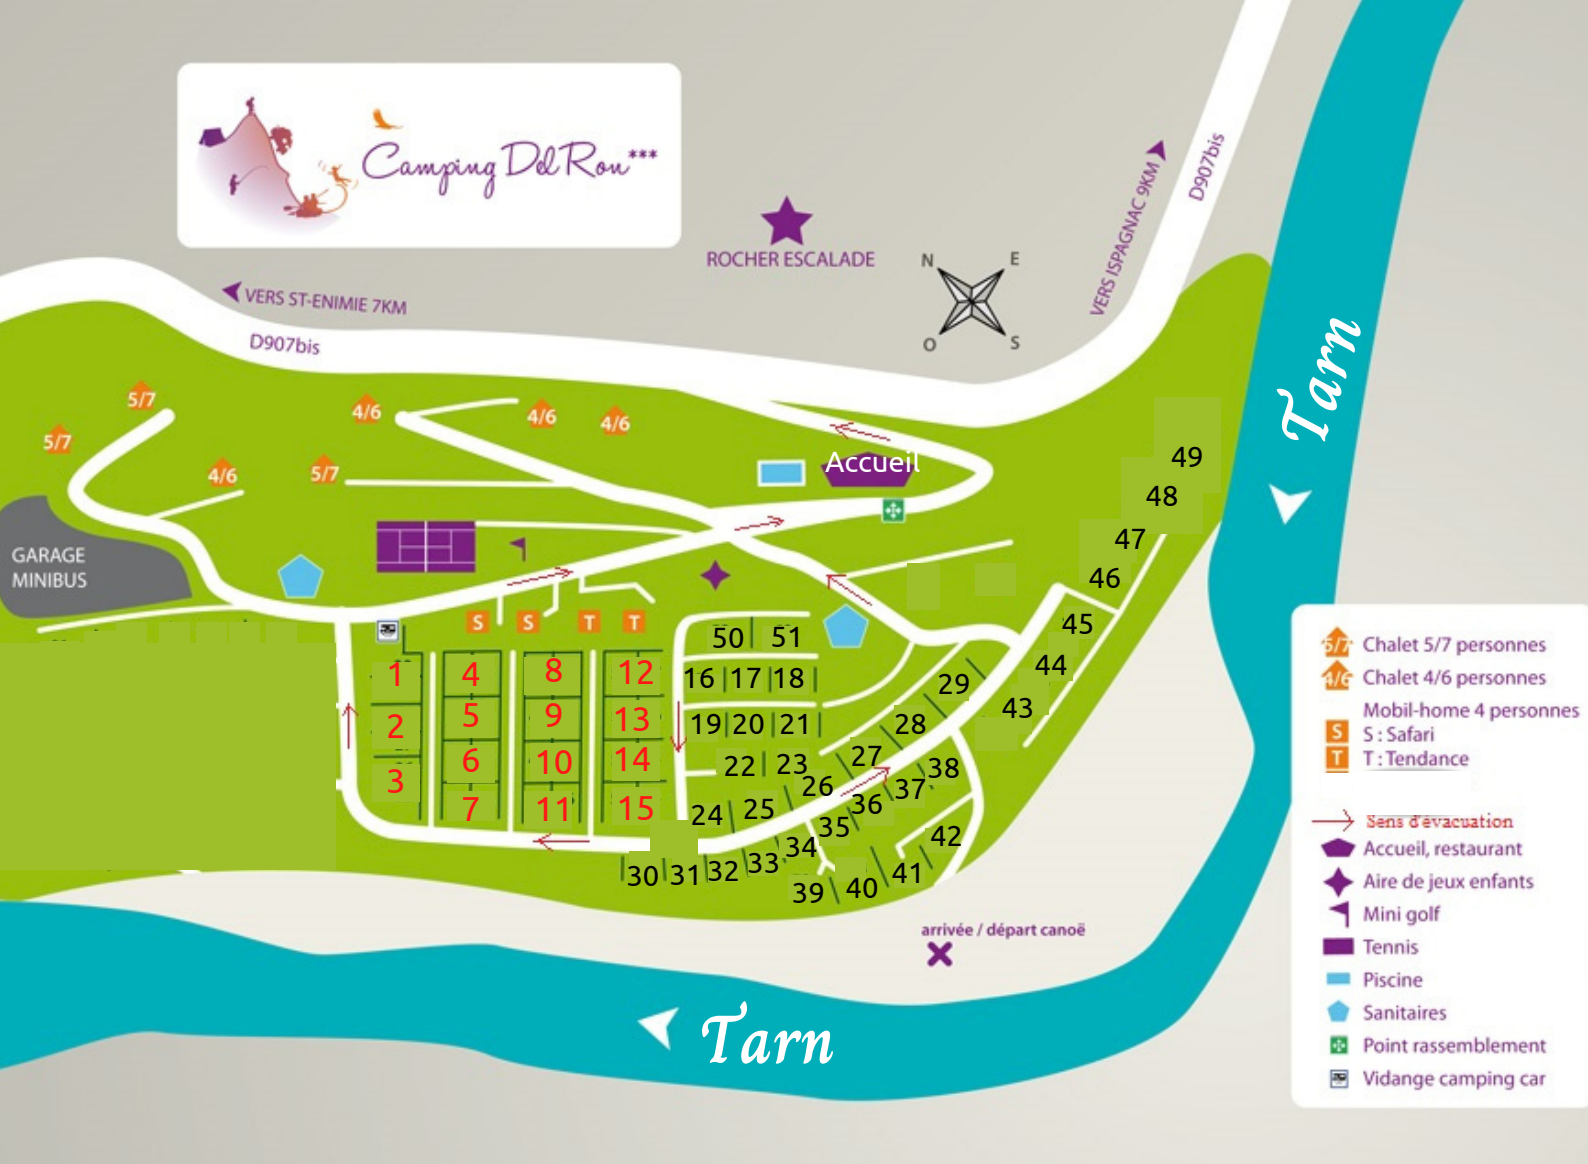 Camping Del Ron***
ROCHER ESCALADE
N
E
O
S
VERS ISPAGNAC 9KM
D907bis
VERS ST-ENIMIE 7KM
D907bis
Tarn
5/7
5/7
4/6
4/6
5/7
4/6
4/6
Accueil
GARAGE
MINIBUS
S
S
T
T
1
2
3
4
5
6
7
8
9
10
11
12
13
14
15
50 51
16 17 18
19 20 21
22 23
24 25 26 27 28 29
30 31 32 33 34 35 36 37 38
39 40 41 42
43
44
45
46
47
48
49
arrivée / départ canoë
Tarn
5/7 Chalet 5/7 personnes
4/6 Chalet 4/6 personnes
Mobil-home 4 personnes
S S : Safari
T T : Tendance
Sens d'évacuation
Accueil, restaurant
Aire de jeux enfants
Mini golf
Tennis
Piscine
Sanitaires
Point rassemblement
Vidange camping car